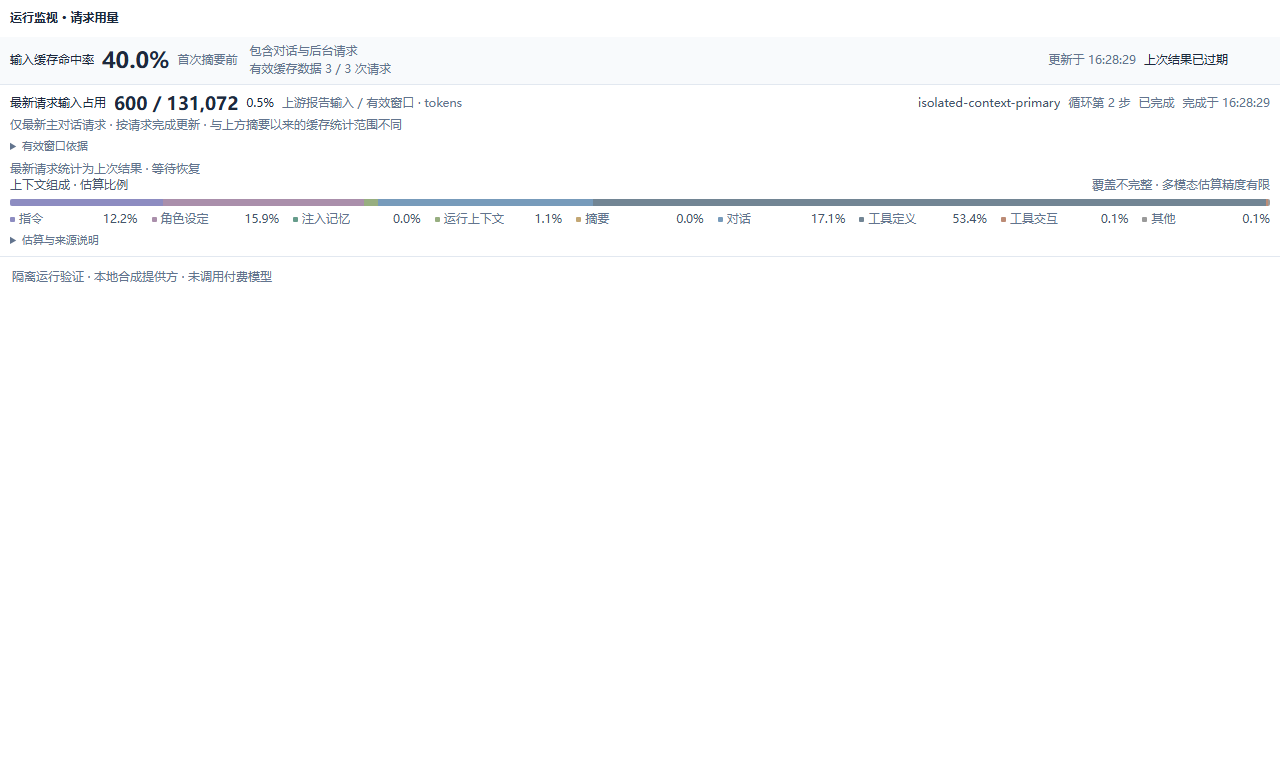 运行监视 · 请求用量
输入缓存命中率 40.0% 首次摘要前 包含对话与后台请求
有效缓存数据 3 / 3 次请求
更新于 16:28:29 上次结果已过期
最新请求输入占用 600 / 131,072 0.5% 上游报告输入 / 有效窗口 · tokens isolated-context-primary 循环第 2 步 已完成 完成于 16:28:29
仅最新主对话请求 · 按请求完成更新 · 与上方摘要以来的缓存统计范围不同
▶ 有效窗口依据
最新请求统计为上次结果 · 等待恢复
上下文组成 · 估算比例 覆盖不完整 · 多模态估算精度有限
指令 12.2% 角色设定 15.9% 注入记忆 0.0% 运行上下文 1.1% 摘要 0.0% 对话 17.1% 工具定义 53.4% 工具交互 0.1% 其他 0.1%
▶ 估算与来源说明
隔离运行验证 · 本地合成提供方 · 未调用付费模型